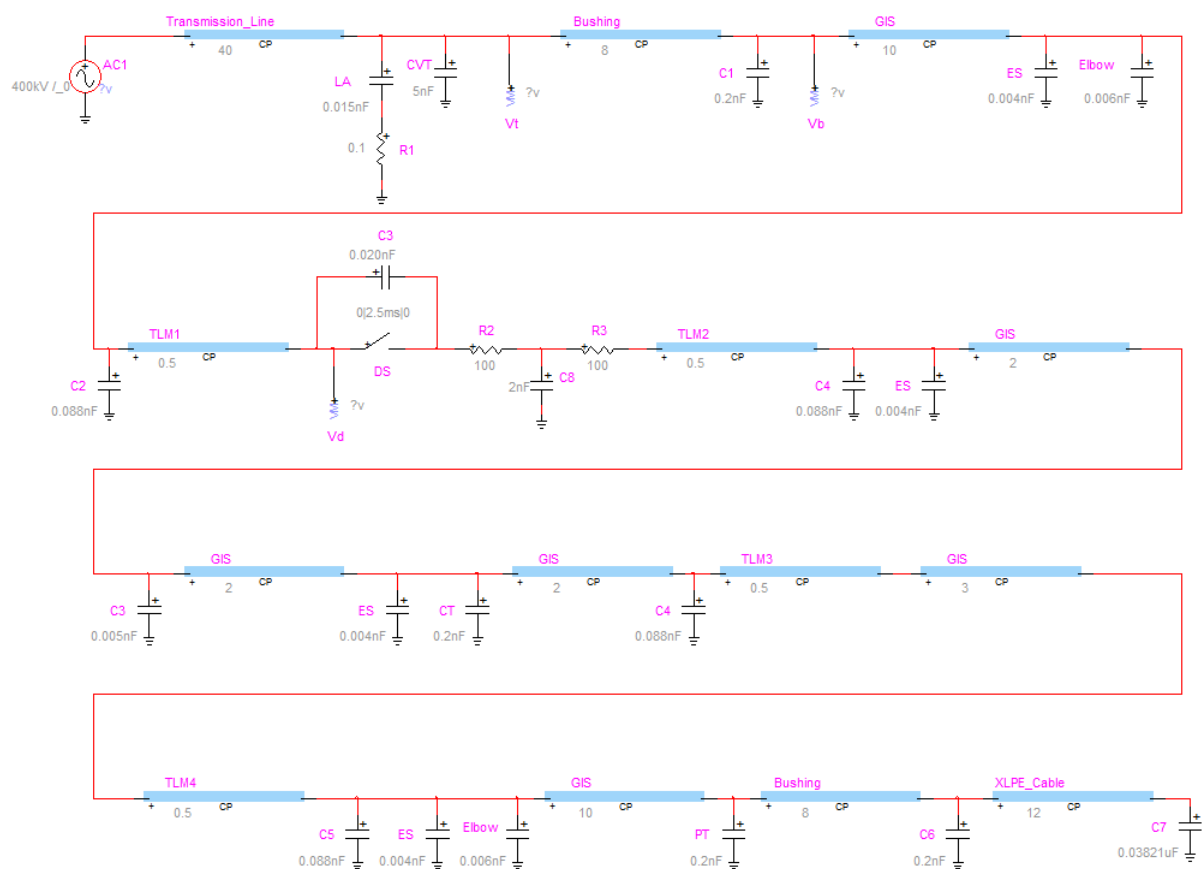 Transmission_Line
+ 40 CP
AC1
400kV /_0
?v
LA
0.015nF
R1
0.1
CVT
5nF
VM
?v
Vt
Bushing
+ 8 CP
C1
0.2nF
VM
?v
Vb
GIS
+ 10 CP
ES
0.004nF
Elbow
0.006nF
C3
0.020nF
0|2.5ms|0
DS
C2
0.088nF
TLM1
+ 0.5 CP
VM
?v
Vd
R2
100
C8
2nF
R3
100
TLM2
+ 0.5 CP
C4
0.088nF
ES
0.004nF
GIS
+ 2 CP
C3
0.005nF
GIS
+ 2 CP
ES
0.004nF
CT
0.2nF
GIS
+ 2 CP
C4
0.088nF
TLM3
+ 0.5 CP
GIS
+ 3 CP
TLM4
+ 0.5 CP
C5
0.088nF
ES
0.004nF
Elbow
0.006nF
GIS
+ 10 CP
PT
0.2nF
Bushing
+ 8 CP
C6
0.2nF
XLPE_Cable
+ 12 CP
C7
0.03821uF